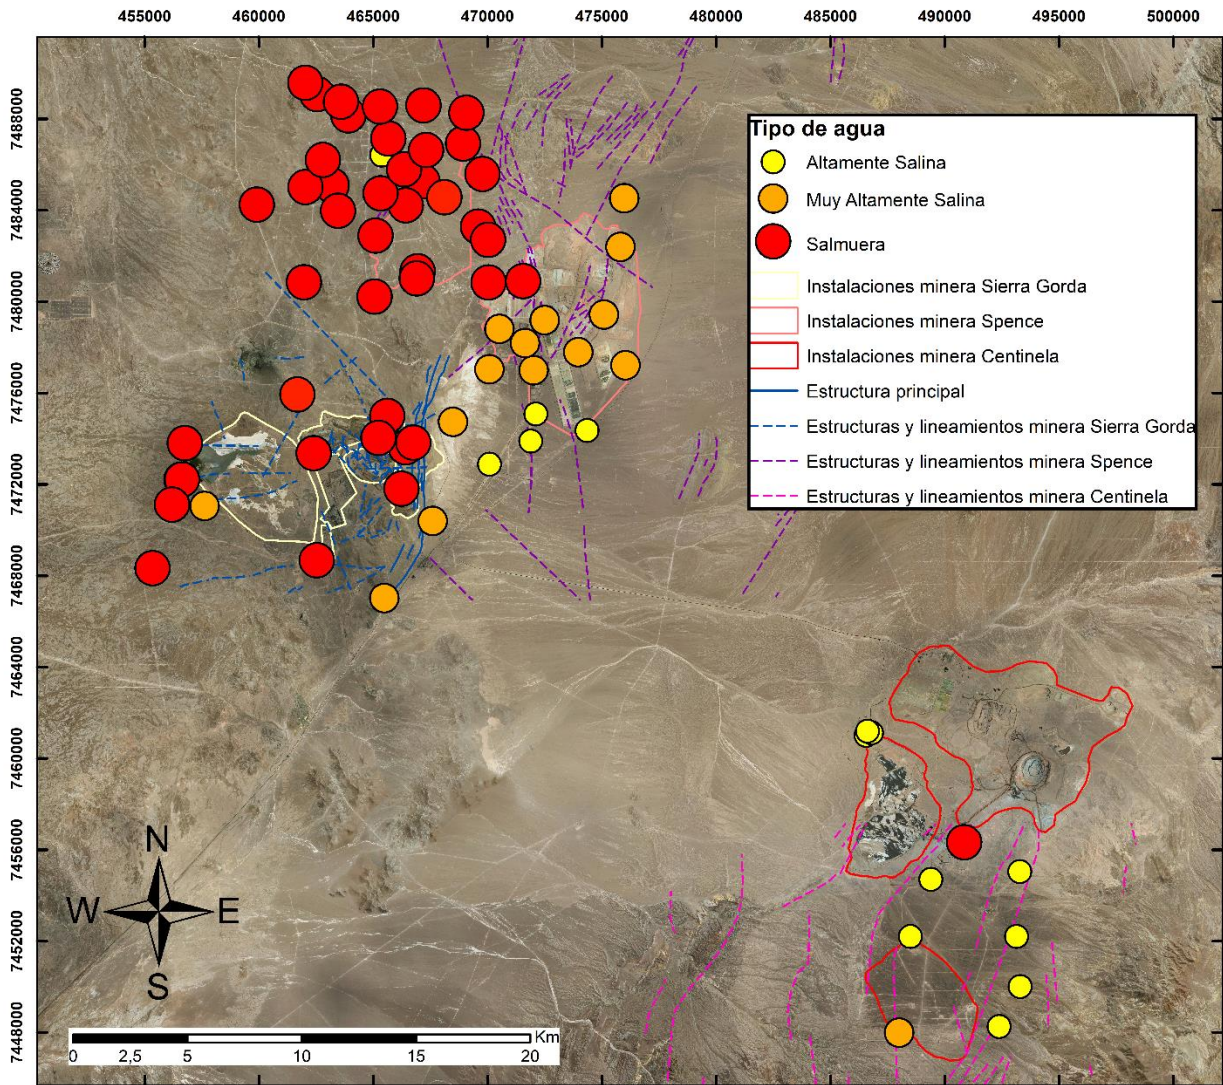 455000 460000 465000 470000 475000 480000 485000 490000 495000 500000
7488000
7484000
7480000
7476000
7472000
7468000
7464000
7460000
7456000
7452000
7448000
Tipo de agua
Altamente Salina
Muy Altamente Salina
Salmuera
Instalaciones minera Sierra Gorda
Instalaciones minera Spence
Instalaciones minera Centinela
Estructura principal
Estructuras y lineamientos minera Sierra Gorda
Estructuras y lineamientos minera Spence
Estructuras y lineamientos minera Centinela
N
W E
S
Km
0 2,5 5 10 15 20